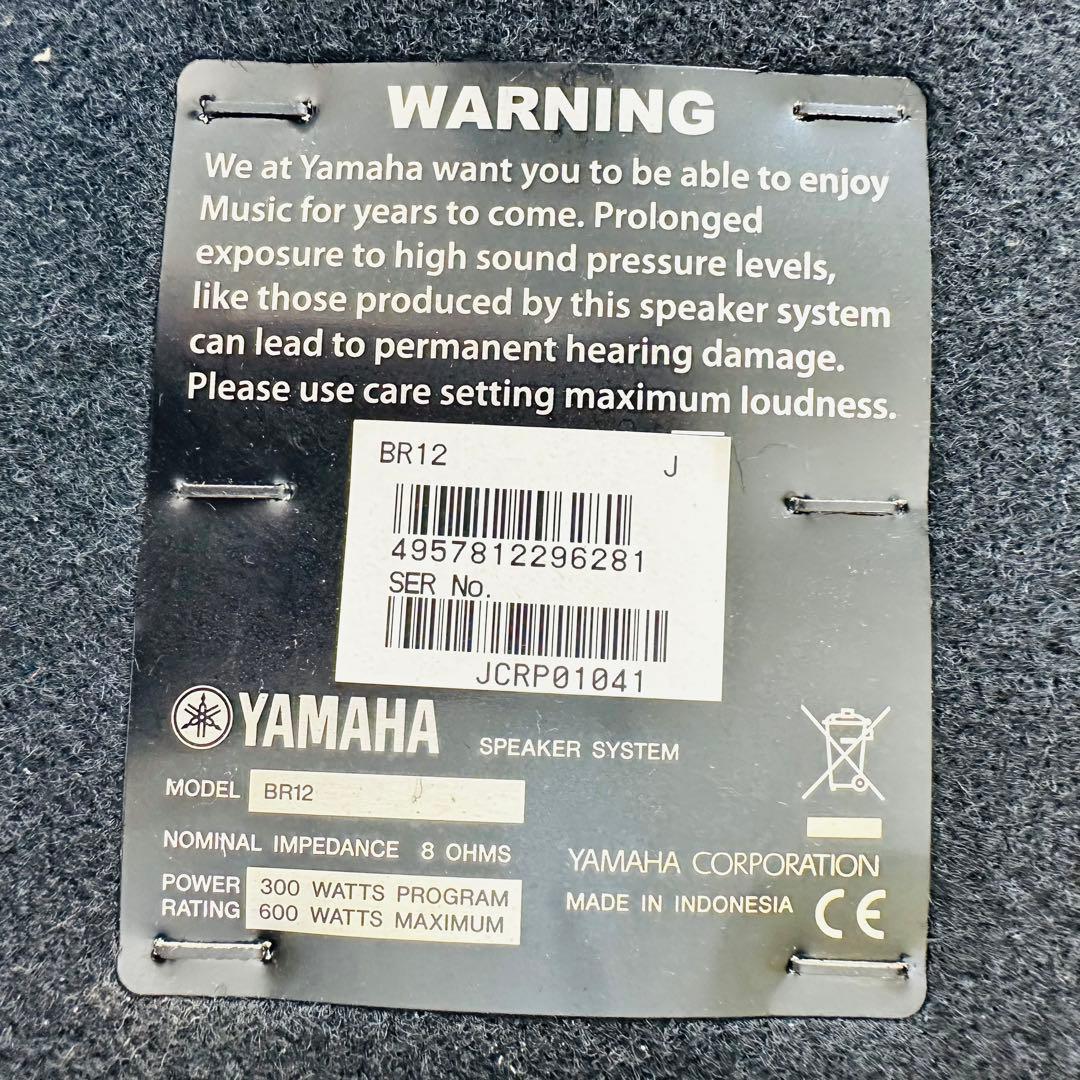 WARNING
We at Yamaha want you to be able to enjoy
Music for years to come. Prolonged
exposure to high sound pressure levels,
like those produced by this speaker system
can lead to permanent hearing damage.
Please use care setting maximum loudness.
BR12 J
4957812296281
SER No.
JCRP01041
YAMAHA SPEAKER SYSTEM
MODEL BR12
NOMINAL IMPEDANCE 8 OHMS
POWER RATING 300 WATTS PROGRAM
600 WATTS MAXIMUM
YAMAHA CORPORATION
MADE IN INDONESIA CE